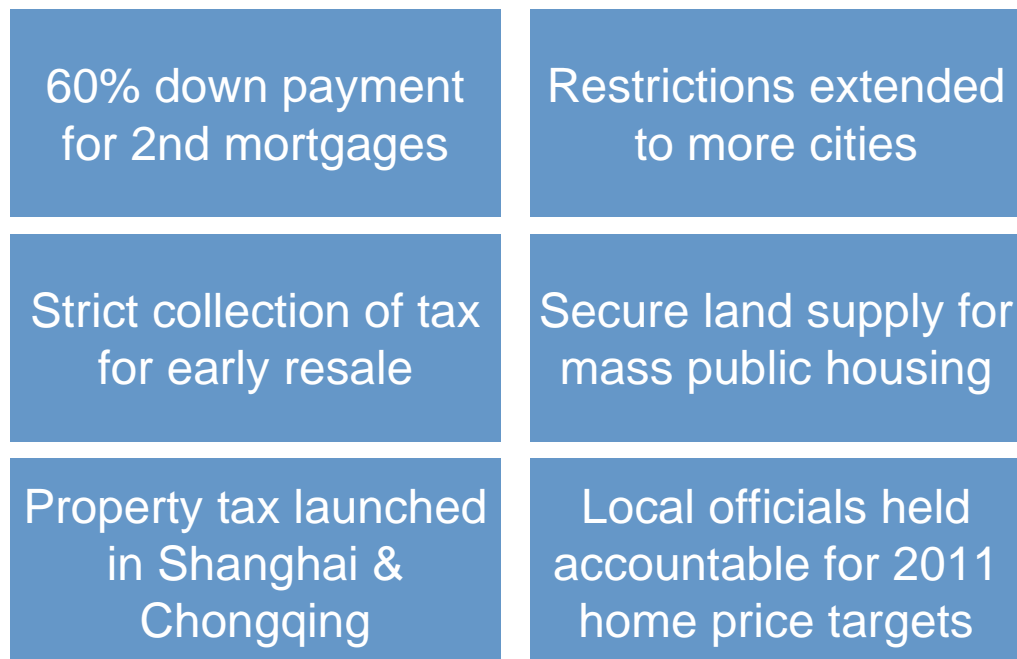 60% down payment
for 2nd mortgages
Restrictions extended
to more cities
Strict collection of tax
for early resale
Secure land supply for
mass public housing
Property tax launched
in Shanghai &
Chongqing
Local officials held
accountable for 2011
home price targets